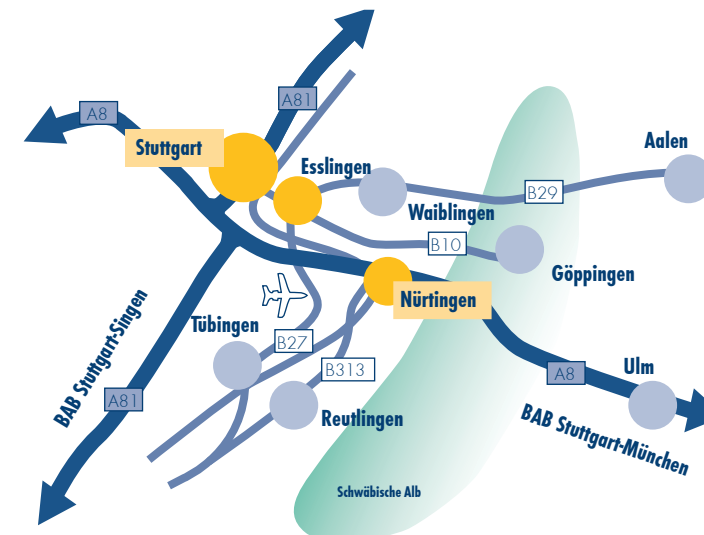 A81
A8
Stuttgart
Aalen
Esslingen
B29
Waiblingen
B10
Göppingen
Nürtingen
BAB Stuttgart-Singen
Tübingen
B27
B313
Ulm
A8
A81
Reutlingen
BAB Stuttgart-München
Schwäbische Alb